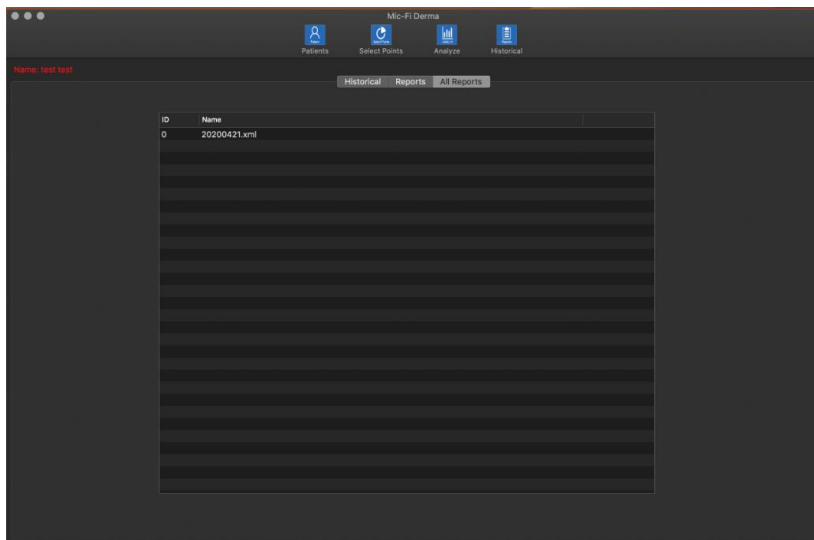 Mic-Fi Derma
Patients Select Points Analyze Historical
Name: test test
Historical Reports All Reports
ID Name
0 20200421.xml